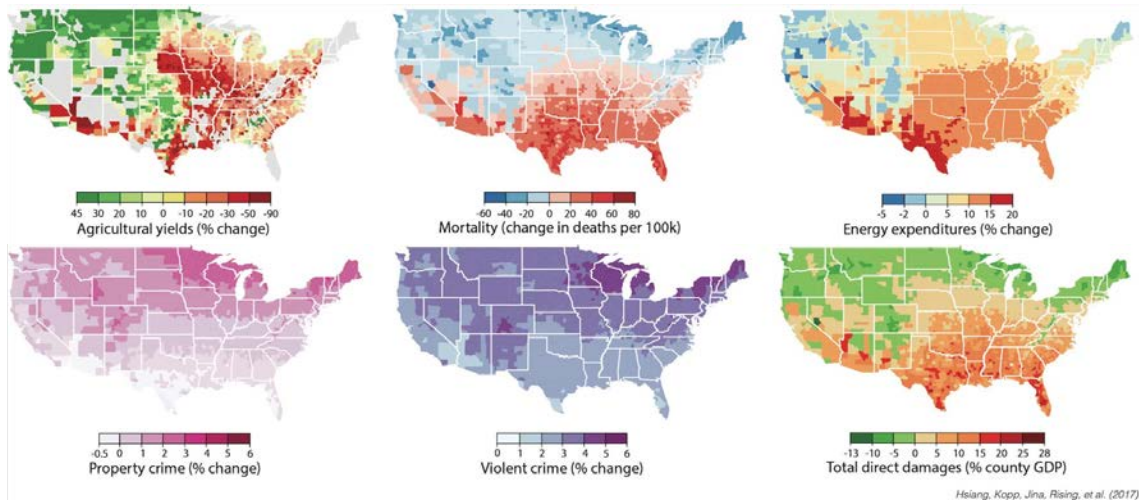 45 30 20 10 0 -10 -20 -30 -50 -90
Agricultural yields (% change)
-60 -40 -20 0 20 40 60 80
Mortality (change in deaths per 100k)
-5 -2 0 5 10 15 20
Energy expenditures (% change)
-0.5 0 1 2 3 4 5 6
Property crime (% change)
0 1 2 3 4 5 6
Violent crime (% change)
-13 -10 -5 0 5 10 15 20 25 28
Total direct damages (% county GDP)
Hsiang, Kopp, Jina, Rising, et al. (2017)